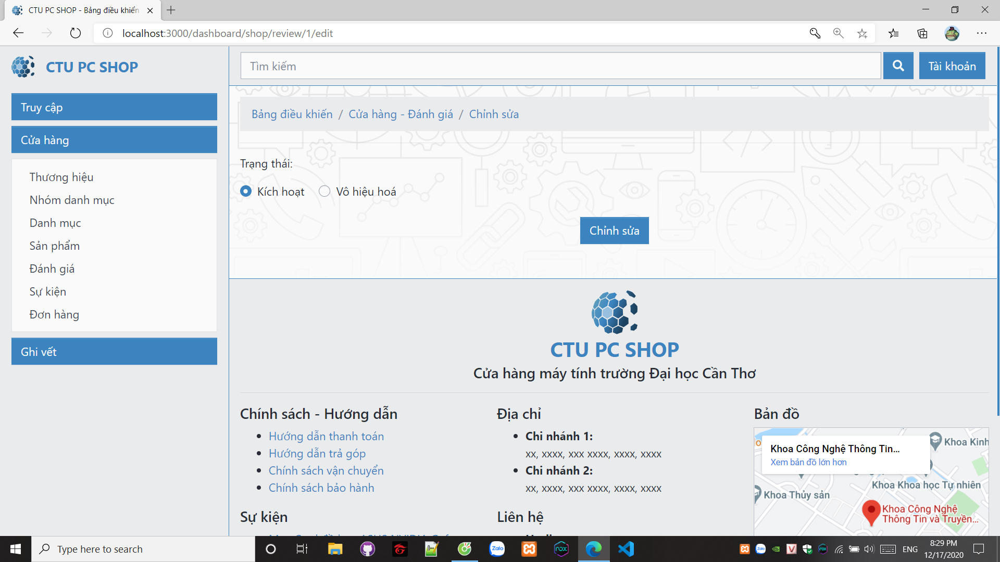 CTU PC SHOP - Bảng điều khiển
localhost:3000/dashboard/shop/review/1/edit
CTU PC SHOP
Tìm kiếm
Tài khoản
Truy cập
Cửa hàng
Thương hiệu
Nhóm danh mục
Danh mục
Sản phẩm
Đánh giá
Sự kiện
Đơn hàng
Ghi vết
Bảng điều khiển / Cửa hàng - Đánh giá / Chỉnh sửa
Trạng thái:
Kích hoạt Vô hiệu hoá
Chỉnh sửa
CTU PC SHOP
Cửa hàng máy tính trường Đại học Cần Thơ
Chính sách - Hướng dẫn
Hướng dẫn thanh toán
Hướng dẫn trả góp
Chính sách vận chuyển
Chính sách bảo hành
Sự kiện
Địa chỉ
Chi nhánh 1:
xx, xxxx, xxx xxxx, xxxx, xxxx
Chi nhánh 2:
xx, xxxx, xxx xxxx, xxxx, xxxx
Liên hệ
Bản đồ
Khoa Công Nghệ Thông Tin...
Xem bản đồ lớn hơn
Khoa Kinh
Khoa Khoa học Tự nhiên
Khoa Thủy sản
Khoa Công Nghệ
Thông Tin và Truyền...
Type here to search
Zalo
nox
ENG
8:29 PM
12/17/2020